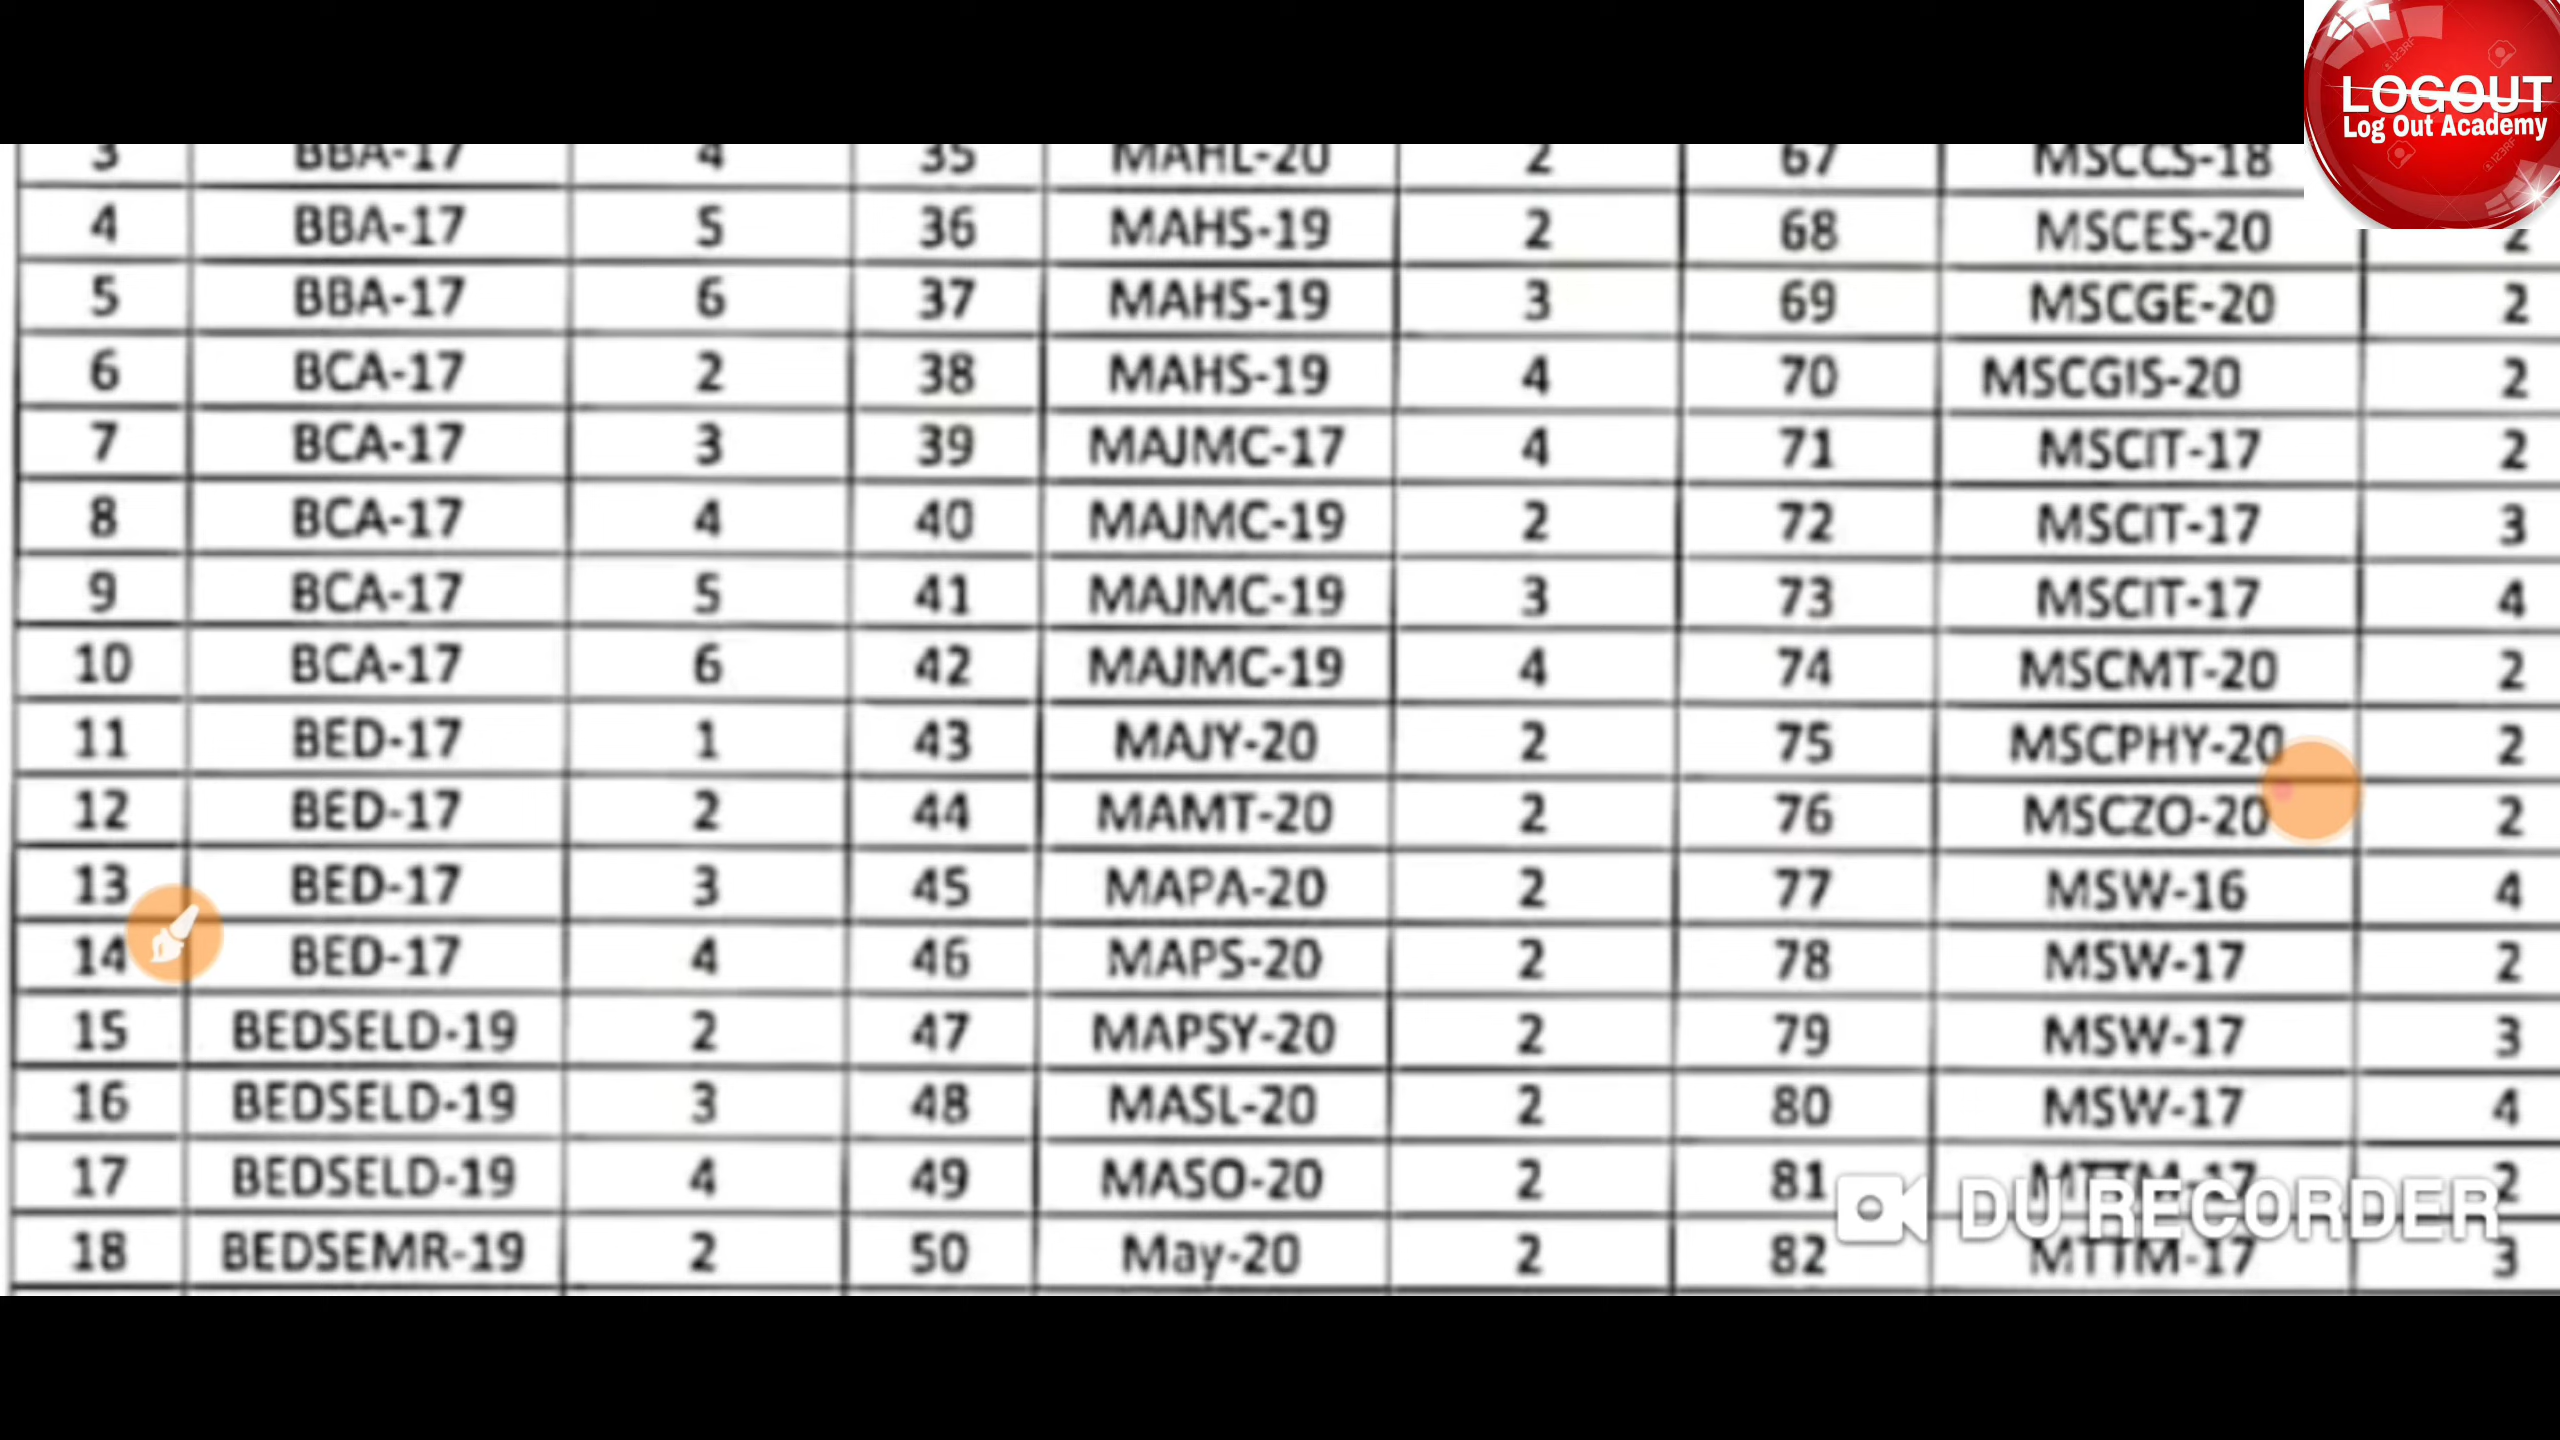 LOGOUT
Log Out Academy
3 BBA-17 4 35 MAHL-20 2 67 MSCCS-18
4 BBA-17 5 36 MAHS-19 2 68 MSCES-20 2
5 BBA-17 6 37 MAHS-19 3 69 MSCGE-20 2
6 BCA-17 2 38 MAHS-19 4 70 MSCGIS-20 2
7 BCA-17 3 39 MAJMC-17 4 71 MSCIT-17 2
8 BCA-17 4 40 MAJMC-19 2 72 MSCIT-17 3
9 BCA-17 5 41 MAJMC-19 3 73 MSCIT-17 4
10 BCA-17 6 42 MAJMC-19 4 74 MSCMT-20 2
11 BED-17 1 43 MAJY-20 2 75 MSCPHY-20 2
12 BED-17 2 44 MAMT-20 2 76 MSCZO-20 2
13 BED-17 3 45 MAPA-20 2 77 MSW-16 4
14 BED-17 4 46 MAPS-20 2 78 MSW-17 2
15 BEDSELD-19 2 47 MAPSY-20 2 79 MSW-17 3
16 BEDSELD-19 3 48 MASL-20 2 80 MSW-17 4
17 BEDSELD-19 4 49 MASO-20 2 81 MTTM-17 2
DU RECORDER
18 BEDSEMR-19 2 50 May-20 2 82 MTTM-17 3